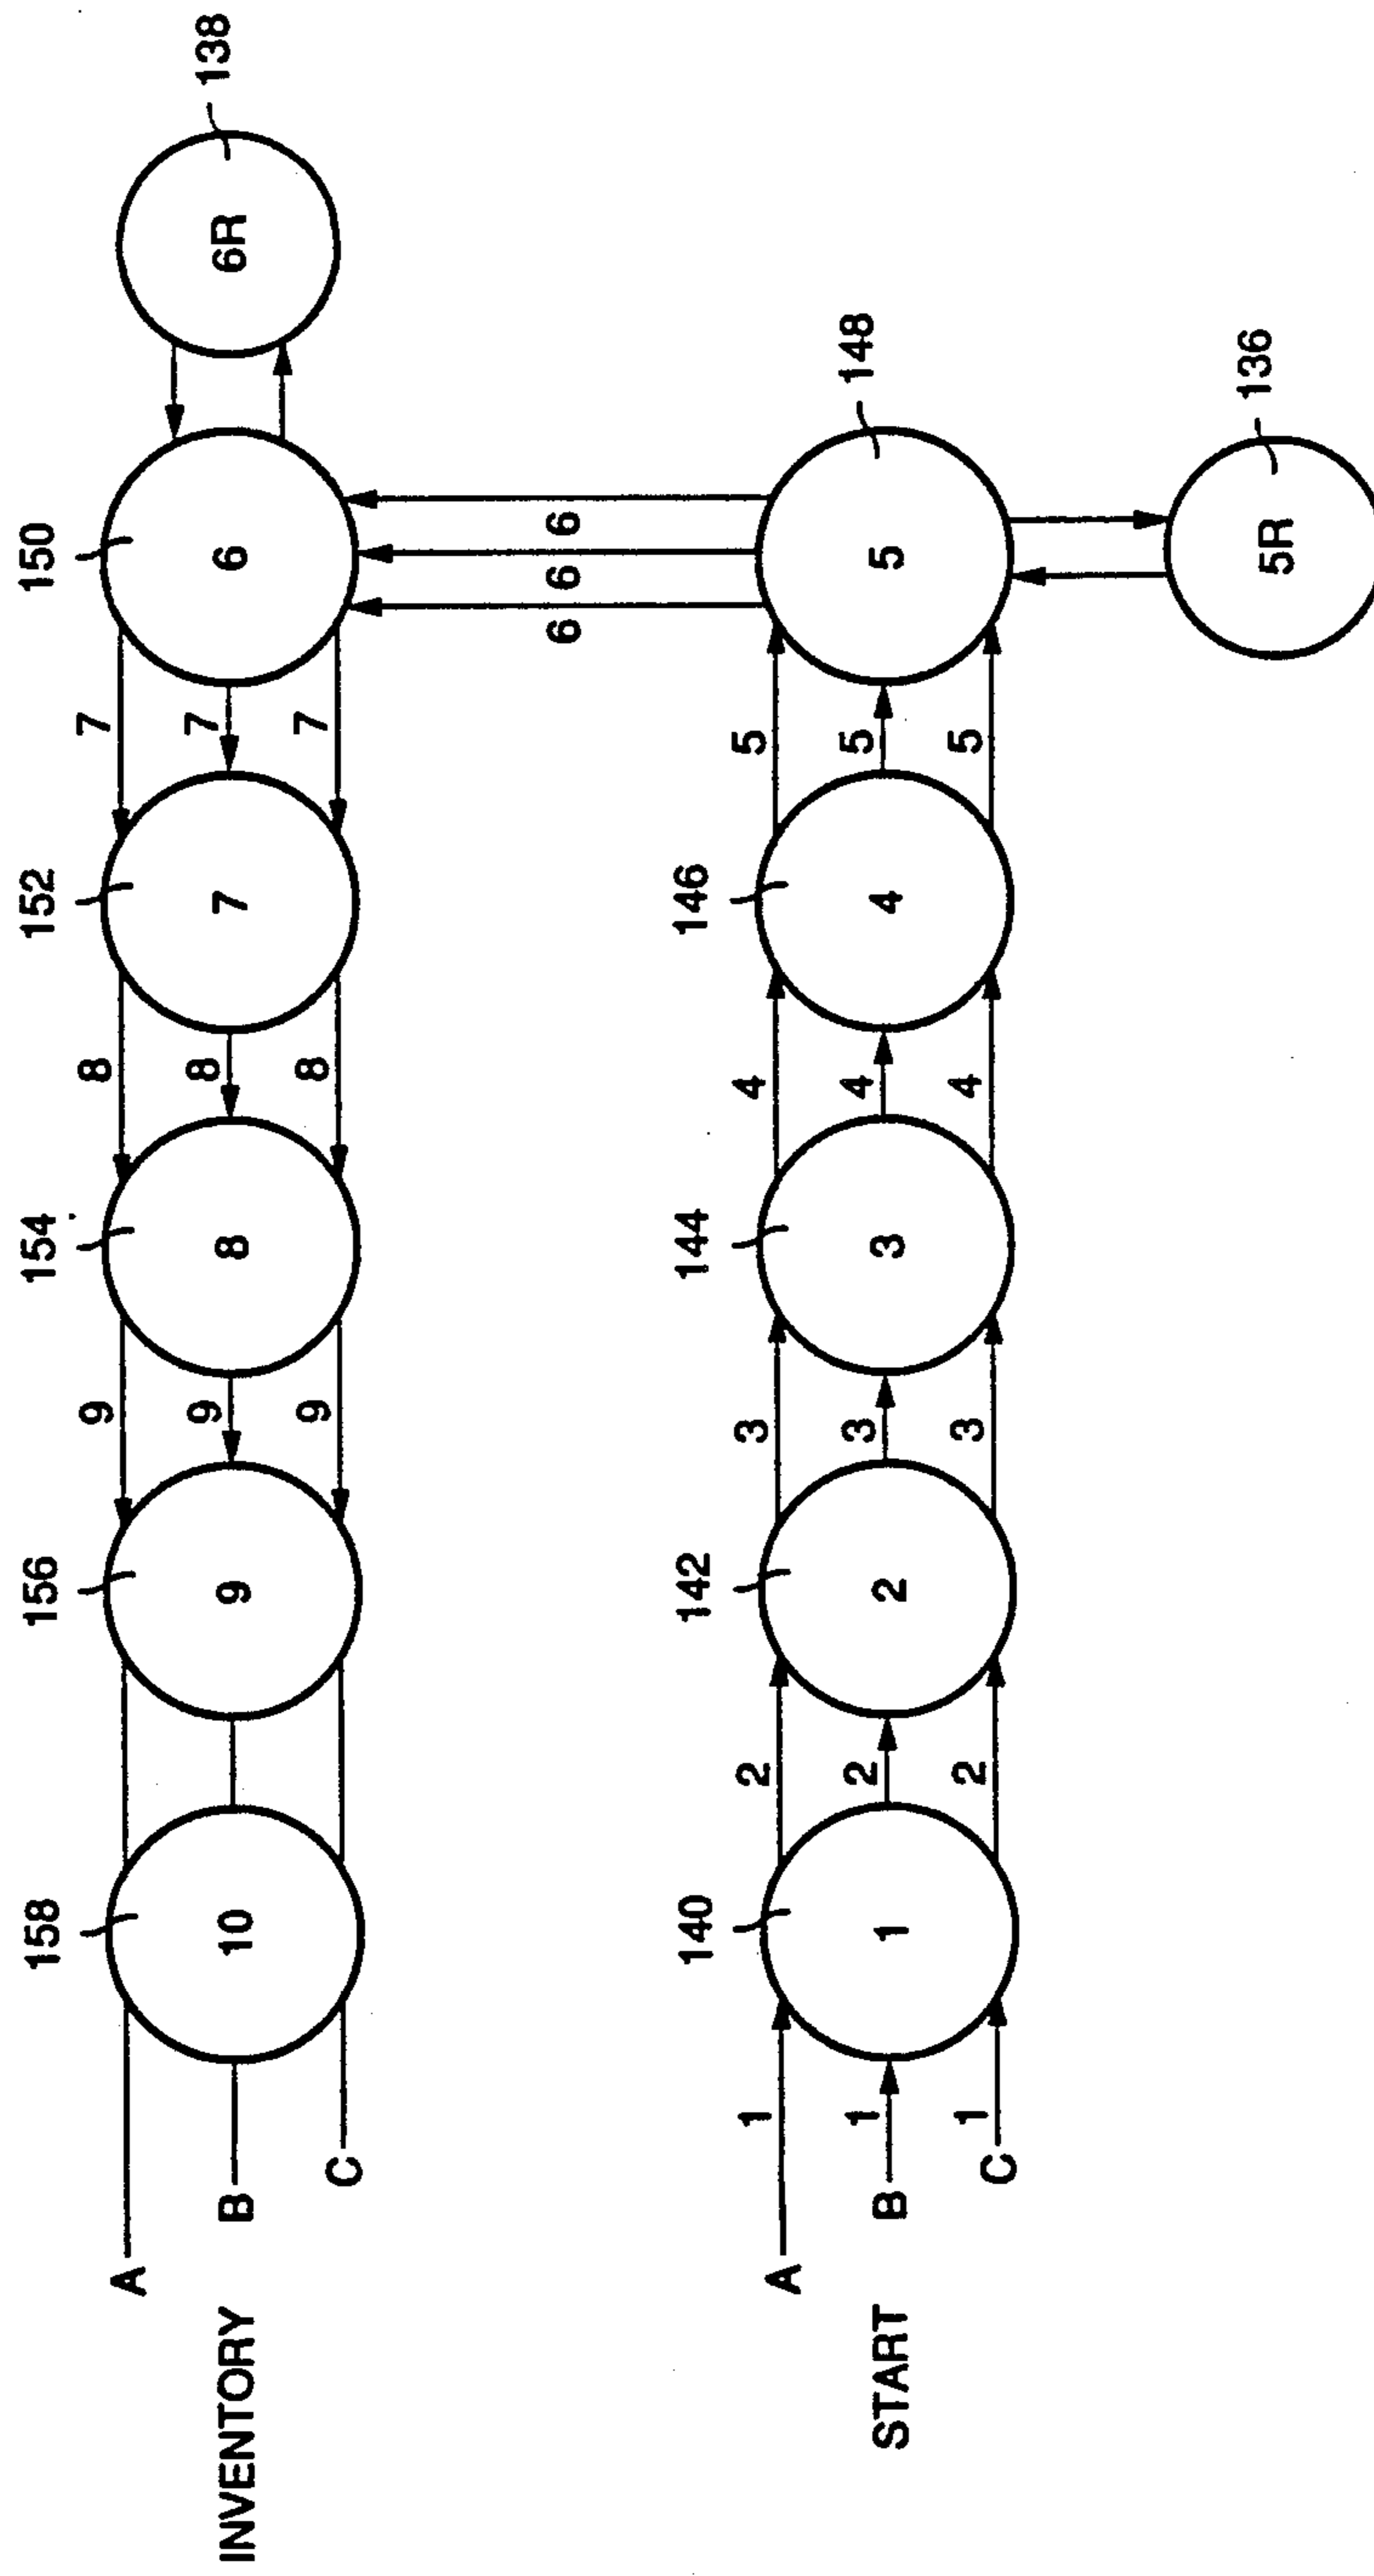 158 156 154 152 150
138
9 8 7
A
9 8 7
INVENTORY B 10 9 8 7 6 6R
9 8 7
C
6 6 6
140 142 144 146
148
1 2 3 4 5
A
1 2 3 4 5
START B 1 2 3 4 5
1 2 3 4 5
C
136
5R